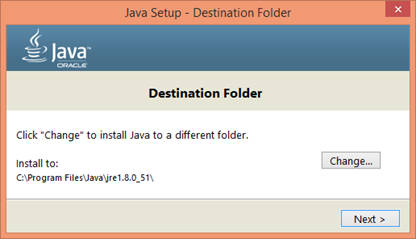 Java Setup - Destination Folder
Java™
ORACLE
Destination Folder
Click "Change" to install Java to a different folder.
Install to:
Change...
C:\Program Files\Java\jre1.8.0_51\
Next >